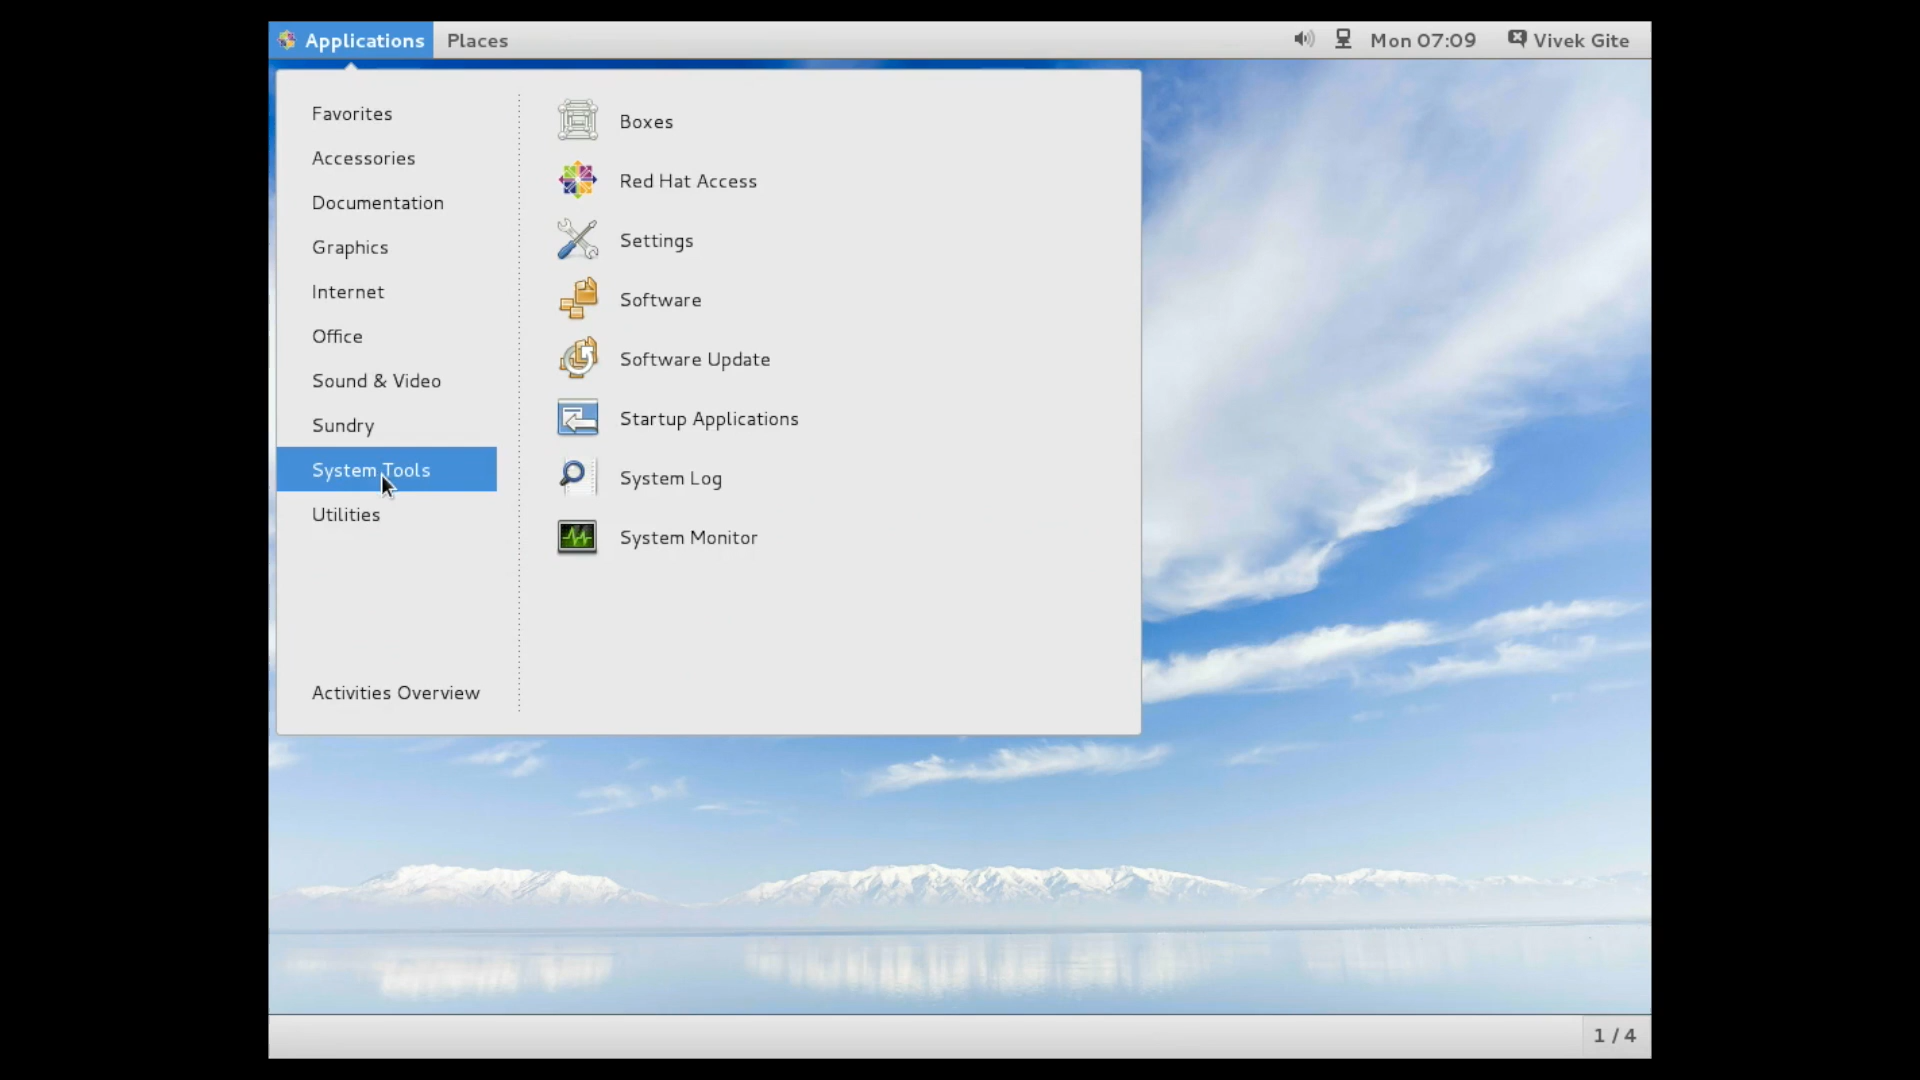 Applications Places Mon 07:09 Vivek Gite
Favorites
Accessories
Documentation
Graphics
Internet
Office
Sound & Video
Sundry
System Tools
Utilities
Activities Overview
Boxes
Red Hat Access
Settings
Software
Software Update
Startup Applications
System Log
System Monitor
1 / 4